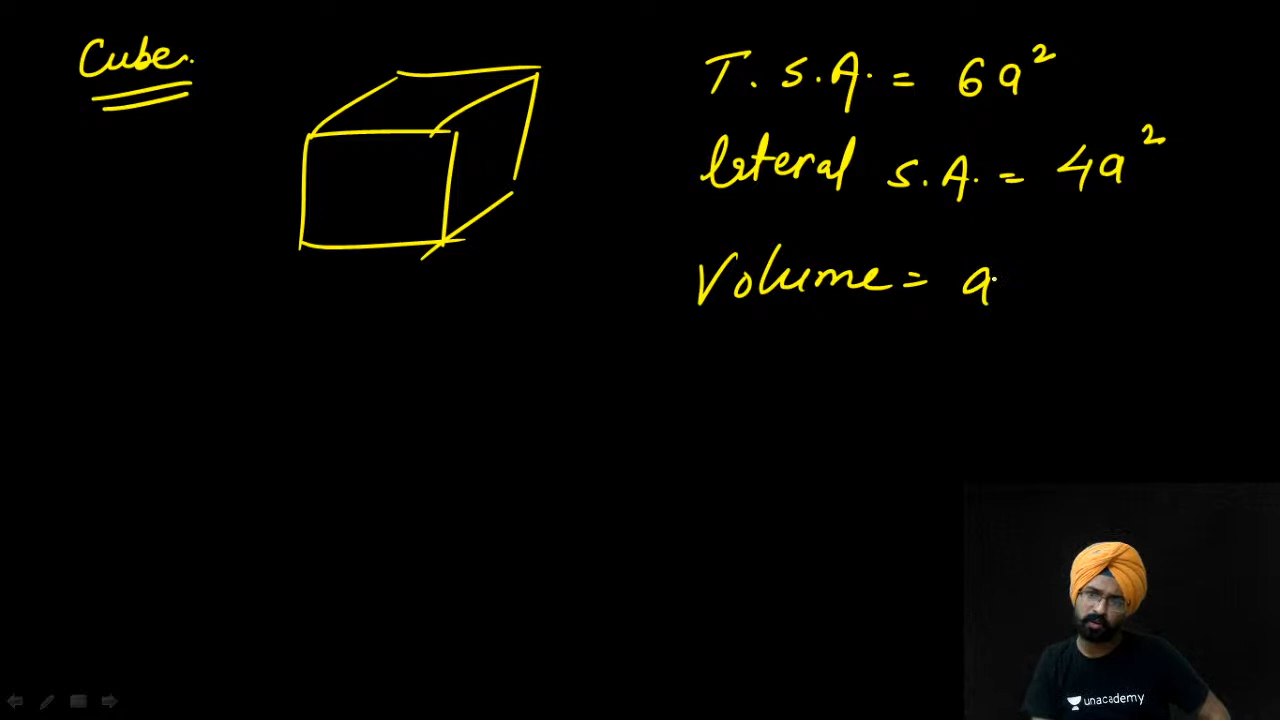 Cube.
T. S.A. = 6a²
lateral S.A. = 4a²
Volume = a
unacademy